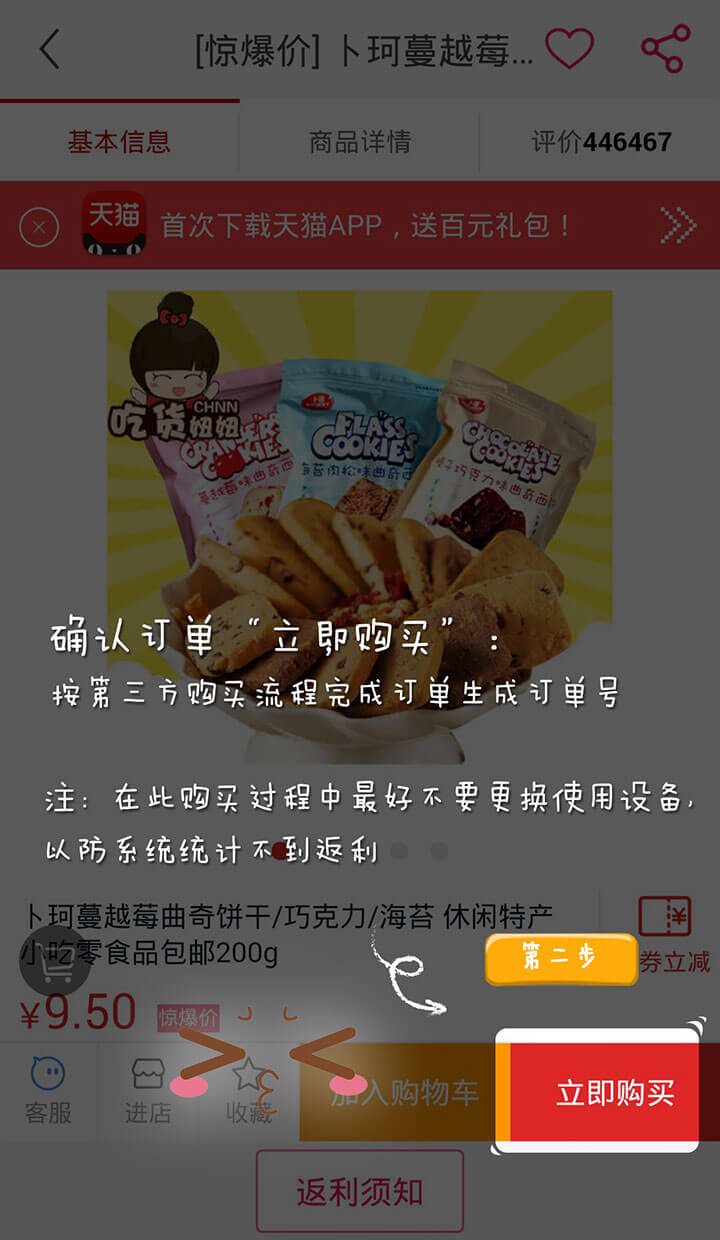 [惊爆价] 卜珂蔓越莓...
基本信息
商品详情
评价446467
天猫
首次下载天猫APP，送百元礼包！
CHNN
吃货妞妞
FLASS
COOKIES
海苔肉松味曲奇西
CHOCOLATE
COOKIES
巧克力味曲奇西
蔓越莓味曲奇西
确认订单“立即购买”：
按第三方购买流程完成订单生成订单号
注：在此购买过程中最好不要更换使用设备,
以防系统统计不到返利
卜珂蔓越莓曲奇饼干/巧克力/海苔 休闲特产
小吃零食品包邮200g
券立减
第二步
¥9.50
惊爆价
客服
进店
收藏
加入购物车
立即购买
返利须知